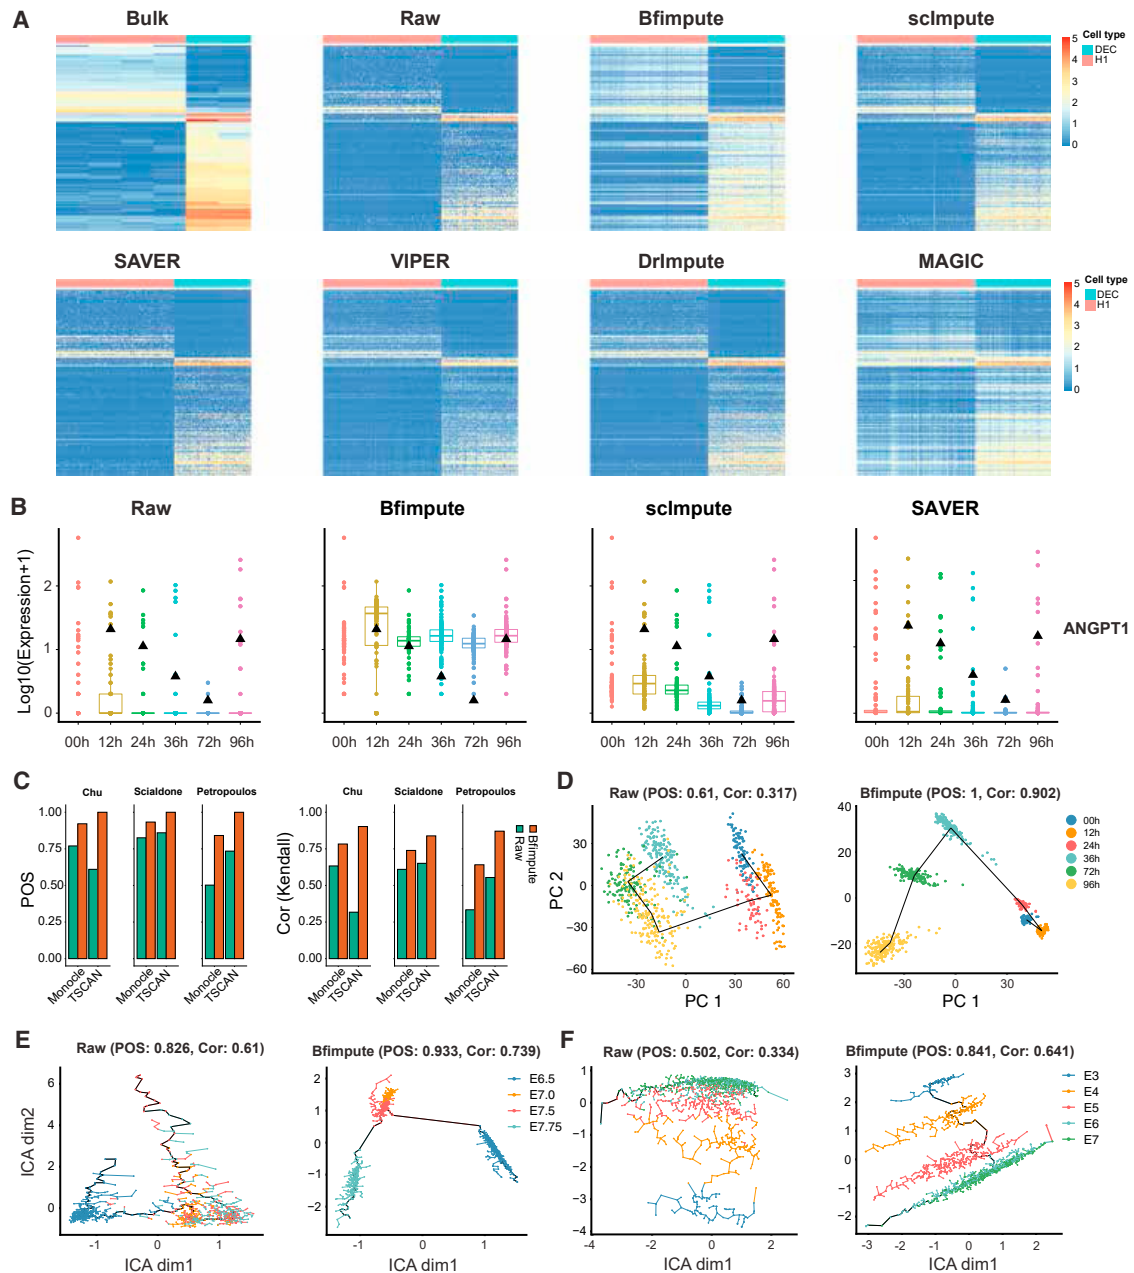 A
Bulk
Raw
Bfimpute
scImpute
5
4
3
2
1
0
Cell type
DEC
H1
SAVER
VIPER
DrImpute
MAGIC
5
4
3
2
1
0
Cell type
DEC
H1
B
Raw
Bfimpute
scImpute
SAVER
Log10(Expression+1)
2
1
0
00h 12h 24h 36h 72h 96h
00h 12h 24h 36h 72h 96h
00h 12h 24h 36h 72h 96h
00h 12h 24h 36h 72h 96h
ANGPT1
C
Chu
Scialdone
Petropoulos
POS
1.00
0.75
0.50
0.25
0.00
Monocle
TSCAN
Monocle
TSCAN
Monocle
TSCAN
Chu
Scialdone
Petropoulos
Cor (Kendall)
1.00
0.75
0.50
0.25
0.00
Monocle
TSCAN
Monocle
TSCAN
Monocle
TSCAN
Bfimpute
Raw
D
Raw (POS: 0.61, Cor: 0.317)
PC 2
30
0
−30
−60
-30 0 30 60
PC 1
Bfimpute (POS: 1, Cor: 0.902)
40
20
0
−20
-30 0 30
PC 1
00h
12h
24h
36h
72h
96h
E
Raw (POS: 0.826, Cor: 0.61)
ICA dim2
6
4
2
0
-1 0 1
ICA dim1
Bfimpute (POS: 0.933, Cor: 0.739)
2
1
0
−1
−2
-1 0 1
ICA dim1
E6.5
E7.0
E7.5
E7.75
F
Raw (POS: 0.502, Cor: 0.334)
1
0
−1
−2
−3
−4
-4 -2 0 2
ICA dim1
Bfimpute (POS: 0.841, Cor: 0.641)
3
2
1
0
−1
−2
-3 -2 -1 0 1 2
ICA dim1
E3
E4
E5
E6
E7